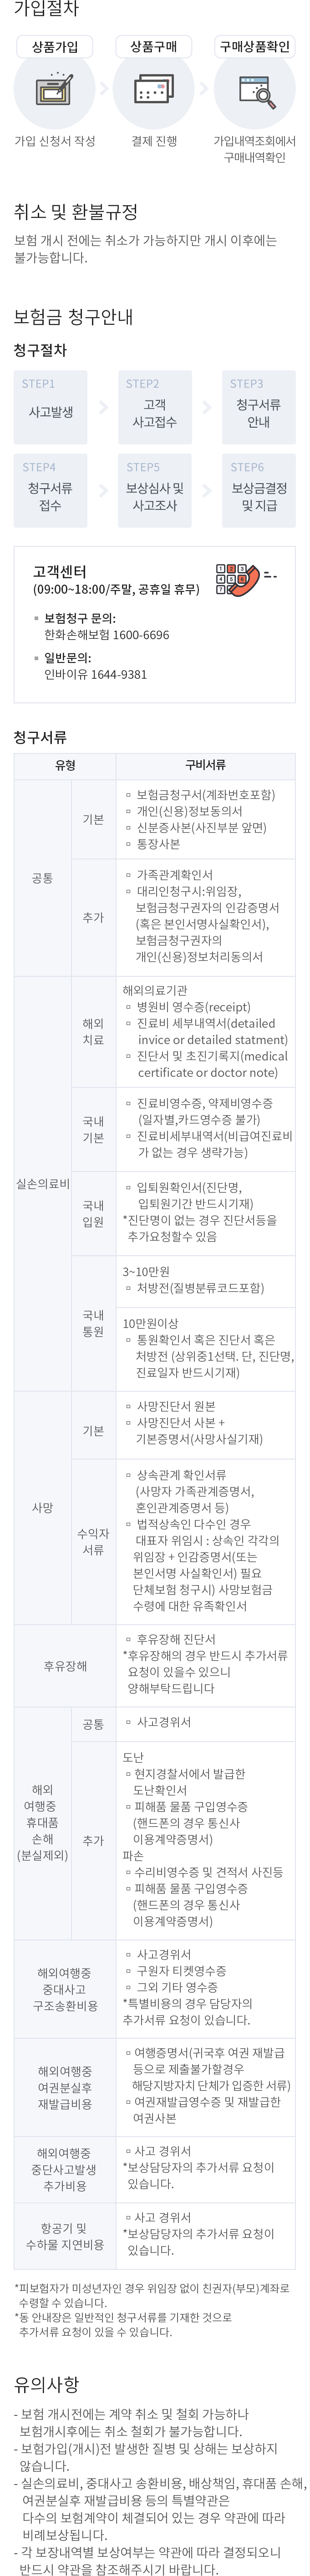 가입절차
상품가입
상품구매
구매상품확인
가입 신청서 작성
결제 진행
가입내역조회에서
구매내역확인
취소 및 환불규정
보험 개시 전에는 취소가 가능하지만 개시 이후에는
불가능합니다.
보험금 청구안내
청구절차
STEP1
사고발생
STEP2
고객
사고접수
STEP3
청구서류
안내
STEP4
청구서류
접수
STEP5
보상심사 및
사고조사
STEP6
보상금결정
및 지급
고객센터
(09:00~18:00/주말, 공휴일 휴무)
보험청구 문의:
한화손해보험 1600-6696
일반문의:
인바이유 1644-9381
1 2 3
4 5 6
7
청구서류
유형
구비서류
공통
기본
보험금청구서(계좌번호포함)
개인(신용)정보동의서
신분증사본(사진부분 앞면)
통장사본
추가
가족관계확인서
대리인청구시:위임장,
보험금청구권자의 인감증명서
(혹은 본인서명사실확인서),
보험금청구권자의
개인(신용)정보처리동의서
실손의료비
해외
치료
해외의료기관
병원비 영수증(receipt)
진료비 세부내역서(detailed
invice or detailed statment)
진단서 및 초진기록지(medical
certificate or doctor note)
국내
기본
진료비영수증, 약제비영수증
(일자별,카드영수증 불가)
진료비세부내역서(비급여진료비
가 없는 경우 생략가능)
국내
입원
입퇴원확인서(진단명,
입퇴원기간 반드시기재)
*진단명이 없는 경우 진단서등을
추가요청할수 있음
국내
통원
3~10만원
처방전(질병분류코드포함)
10만원이상
통원확인서 혹은 진단서 혹은
처방전 (상위중1선택. 단, 진단명,
진료일자 반드시기재)
사망
기본
사망진단서 원본
사망진단서 사본 +
기본증명서(사망사실기재)
수익자
서류
상속관계 확인서류
(사망자 가족관계증명서,
혼인관계증명서 등)
법적상속인 다수인 경우
대표자 위임시 : 상속인 각각의
위임장 + 인감증명서(또는
본인서명 사실확인서) 필요
단체보험 청구시) 사망보험금
수령에 대한 유족확인서
후유장해
후유장해 진단서
*후유장해의 경우 반드시 추가서류
요청이 있을수 있으니
양해부탁드립니다
해외
여행중
휴대품
손해
(분실제외)
공통
사고경위서
추가
도난
현지경찰서에서 발급한
도난확인서
피해품 물품 구입영수증
(핸드폰의 경우 통신사
이용계약증명서)
파손
수리비영수증 및 견적서 사진등
피해품 물품 구입영수증
(핸드폰의 경우 통신사
이용계약증명서)
해외여행중
중대사고
구조송환비용
사고경위서
구원자 티켓영수증
그외 기타 영수증
*특별비용의 경우 담당자의
추가서류 요청이 있습니다.
해외여행중
여권분실후
재발급비용
여행증명서(귀국후 여권 재발급
등으로 제출불가할경우
해당지방자치 단체가 입증한 서류)
여권재발급영수증 및 재발급한
여권사본
해외여행중
중단사고발생
추가비용
사고 경위서
*보상담당자의 추가서류 요청이
있습니다.
항공기 및
수하물 지연비용
사고 경위서
*보상담당자의 추가서류 요청이
있습니다.
*피보험자가 미성년자인 경우 위임장 없이 친권자(부모)계좌로
수령할 수 있습니다.
*동 안내장은 일반적인 청구서류를 기재한 것으로
추가서류 요청이 있을 수 있습니다.
유의사항
- 보험 개시전에는 계약 취소 및 철회 가능하나
보험개시후에는 취소 철회가 불가능합니다.
- 보험가입(개시)전 발생한 질병 및 상해는 보상하지
않습니다.
- 실손의료비, 중대사고 송환비용, 배상책임, 휴대품 손해,
여권분실후 재발급비용 등의 특별약관은
다수의 보험계약이 체결되어 있는 경우 약관에 따라
비례보상됩니다.
- 각 보장내역별 보상여부는 약관에 따라 결정되오니
반드시 약관을 참조해주시기 바랍니다.